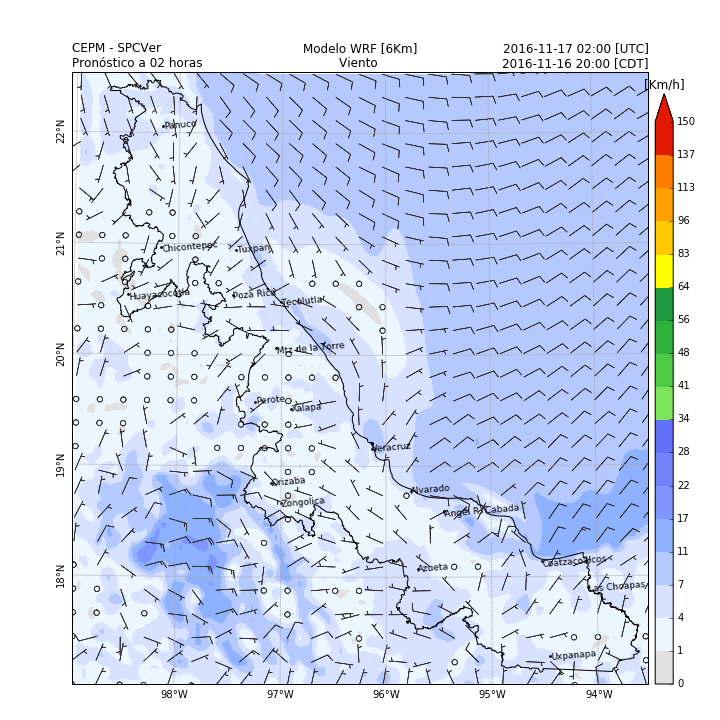 CEPM - SPCVer Modelo WRF [6Km] 2016-11-17 02:00 [UTC]
Pronóstico a 02 horas Viento 2016-11-16 20:00 [CDT]
[Km/h]
150
137
113
96
83
64
56
48
41
34
28
22
17
11
7
4
1
0
22°N
21°N
20°N
19°N
18°N
Panuco
Chicontepec
Tuxpan
Huayacocotla
Poza Rica
Tecolutla
Mtz de la Torre
Perote
Xalapa
Veracruz
Orizaba
Zongolica
Alvarado
Angel R. Cabada
Azueta
Coatzacoalcos
Las Choapas
Uxpanapa
98°W 97°W 96°W 95°W 94°W